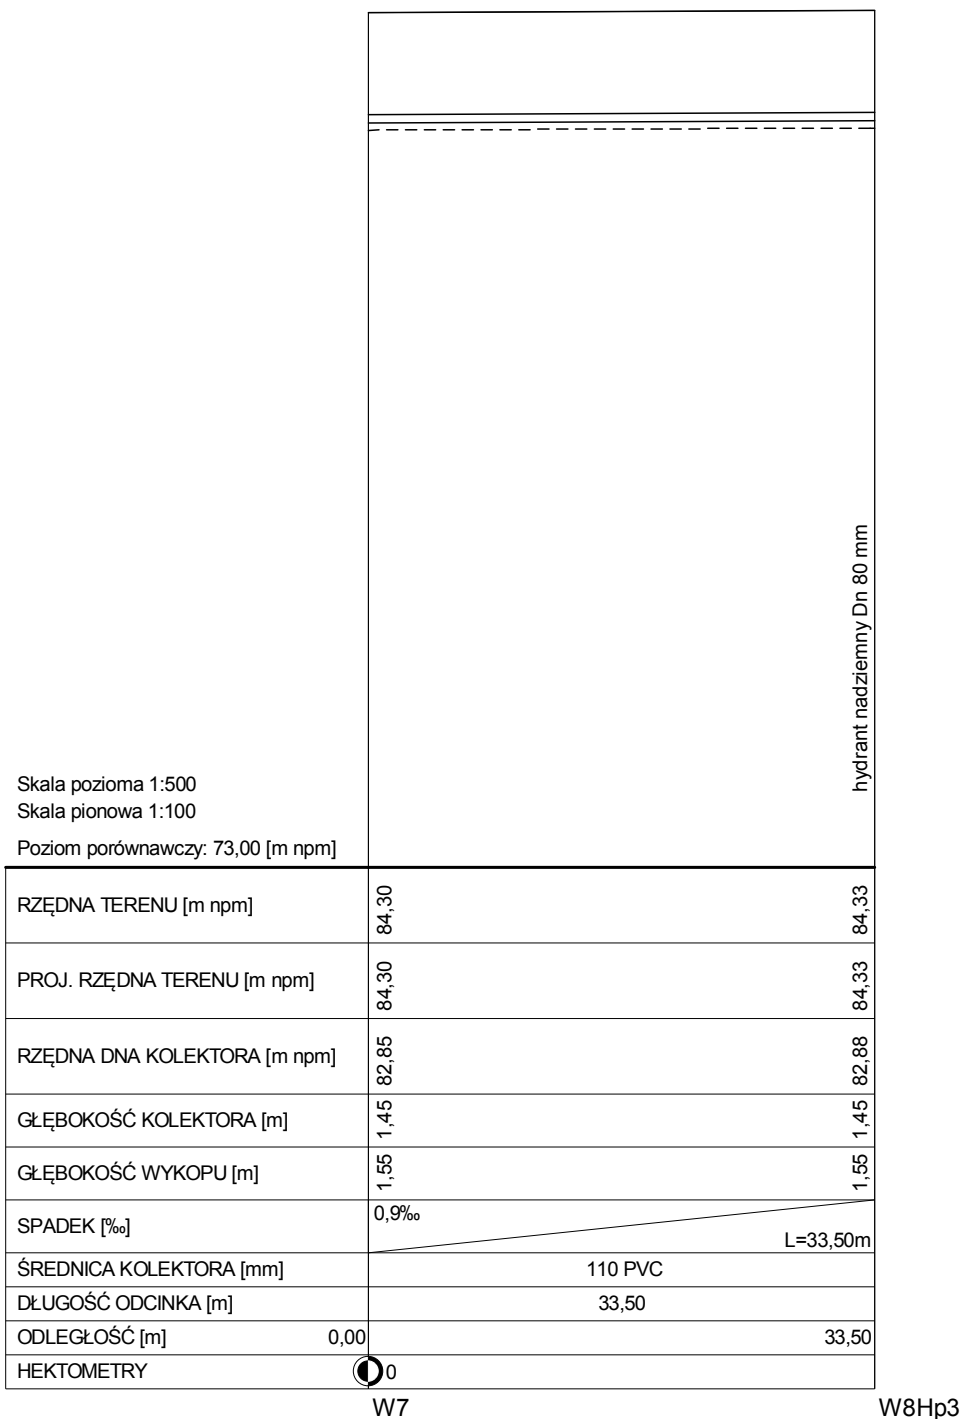 hydrant nadziemny Dn 80 mm
Skala pozioma 1:500
Skala pionowa 1:100
Poziom porównawczy: 73,00 [m npm]
RZĘDNA TERENU [m npm] 84,30 84,33
PROJ. RZĘDNA TERENU [m npm] 84,30 84,33
RZĘDNA DNA KOLEKTORA [m npm] 82,85 82,88
GŁĘBOKOŚĆ KOLEKTORA [m] 1,45 1,45
GŁĘBOKOŚĆ WYKOPU [m] 1,55 1,55
SPADEK [‰] 0,9‰ L=33,50m
ŚREDNICA KOLEKTORA [mm] 110 PVC
DŁUGOŚĆ ODCINKA [m] 33,50
ODLEGŁOŚĆ [m] 0,00 33,50
HEKTOMETRY 0
W7 W8Hp3